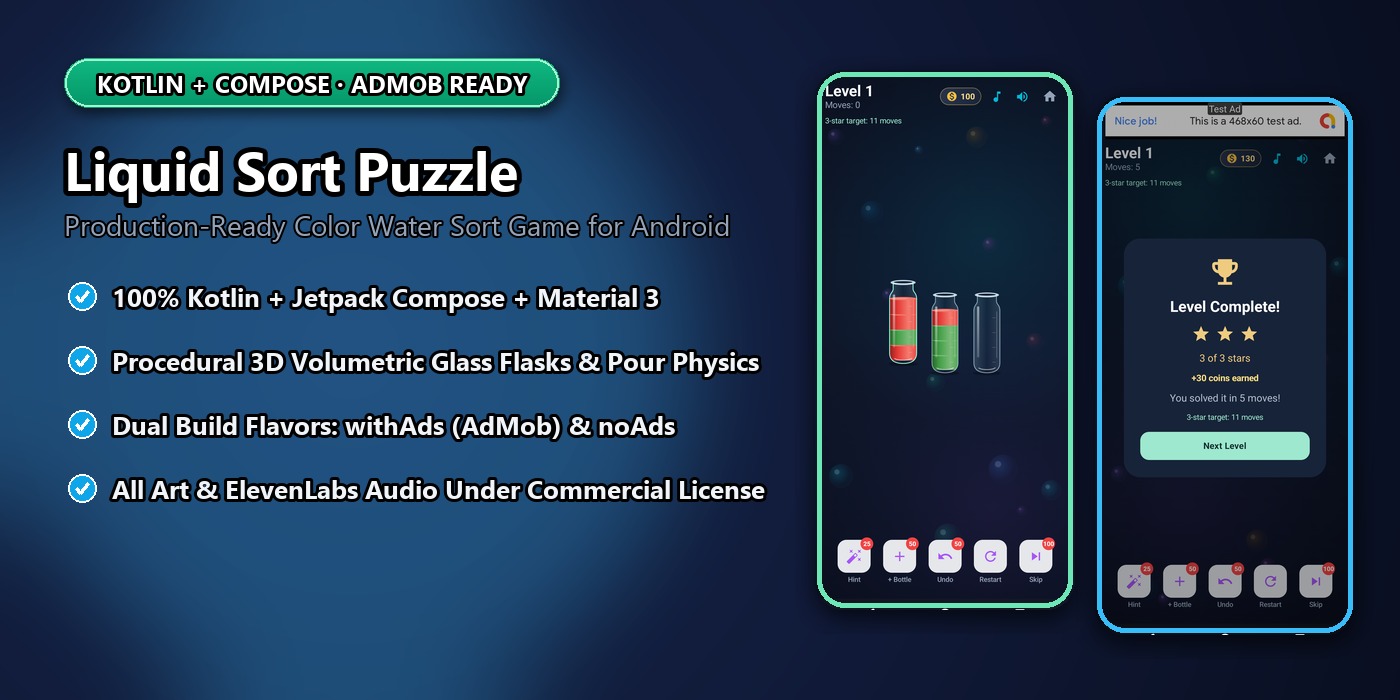 KOTLIN + COMPOSE · ADMOB READY
Liquid Sort Puzzle
Production-Ready Color Water Sort Game for Android
100% Kotlin + Jetpack Compose + Material 3
Procedural 3D Volumetric Glass Flasks & Pour Physics
Dual Build Flavors: withAds (AdMob) & noAds
All Art & ElevenLabs Audio Under Commercial License
Level 1
100
Moves: 0
3-star target: 11 moves
25
50
50
100
Hint
+ Bottle
Undo
Restart
Skip
Test Ad
Nice job!
This is a 468x60 test ad.
Level 1
130
Moves: 5
3-star target: 11 moves
Level Complete!
3 of 3 stars
+30 coins earned
You solved it in 5 moves!
3-star target: 11 moves
Next Level
25
50
50
100
Hint
+ Bottle
Undo
Restart
Skip